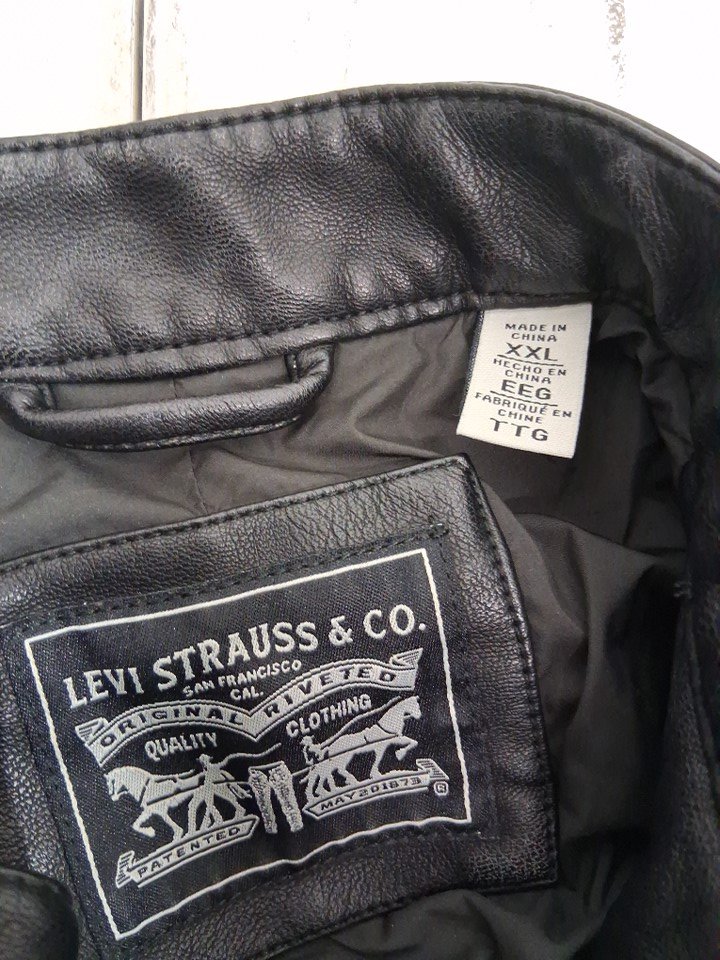 MADE IN
CHINA
XXL
HECHO EN
CHINA
EEG
FABRIQUÉ EN
CHINE
TTG
LEVI STRAUSS & CO.
SAN FRANCISCO
CAL.
ORIGINAL RIVETED
QUALITY CLOTHING
PATENTED MAY 20 1873
®